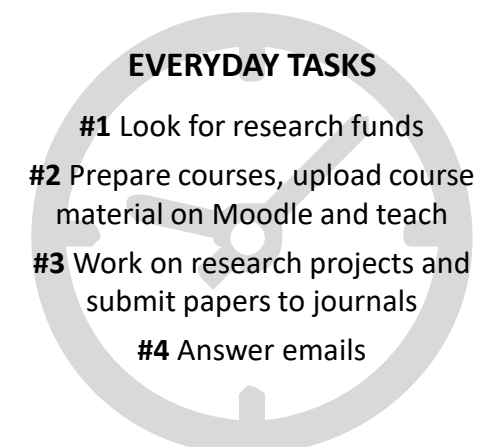 EVERYDAY TASKS
#1 Look for research funds
#2 Prepare courses, upload course
material on Moodle and teach
#3 Work on research projects and
submit papers to journals
#4 Answer emails